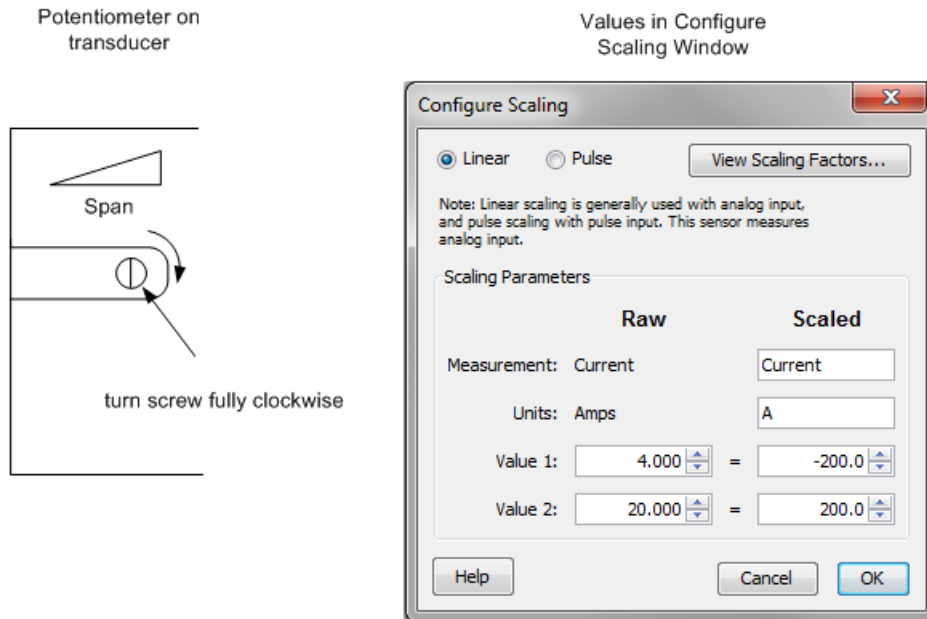 Potentiometer on
transducer
Span
turn screw fully clockwise
Values in Configure
Scaling Window
Configure Scaling
Linear Pulse View Scaling Factors...
Note: Linear scaling is generally used with analog input,
and pulse scaling with pulse input. This sensor measures
analog input.
Scaling Parameters
Raw Scaled
Measurement: Current Current
Units: Amps A
Value 1: 4.000 = -200.0
Value 2: 20.000 = 200.0
Help Cancel OK